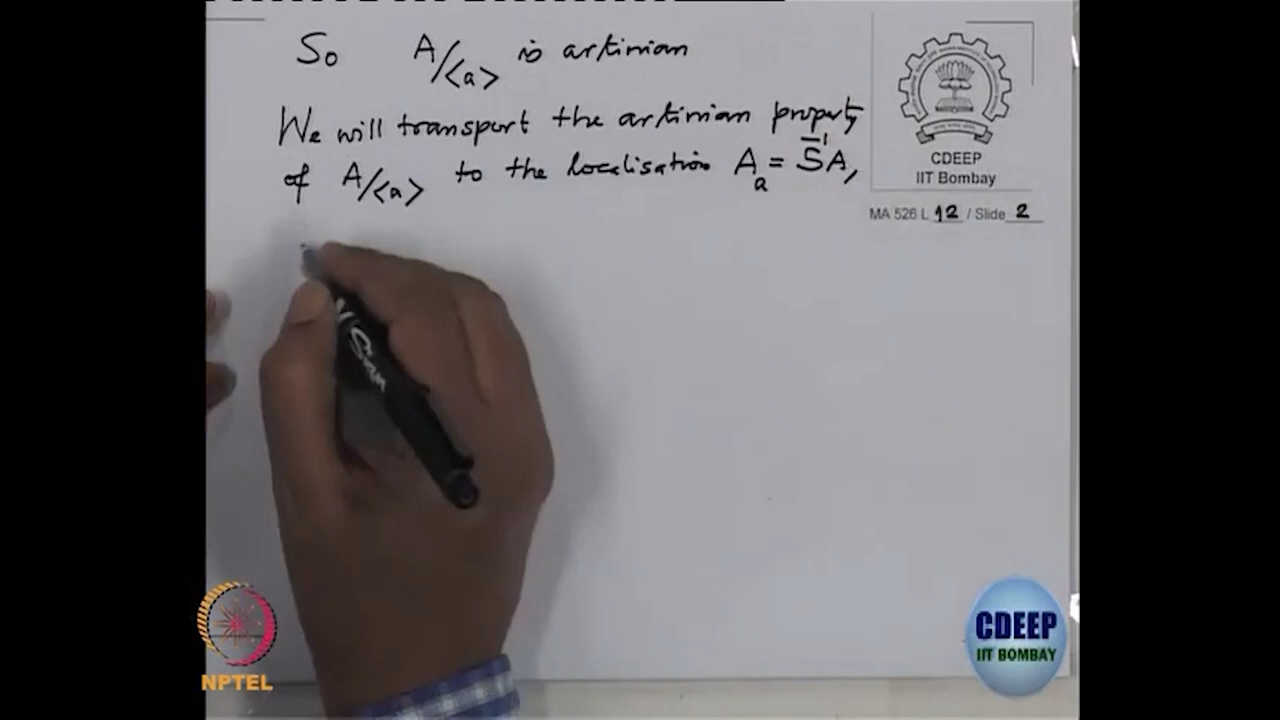 So A/<a> is artinian
We will transport the artinian property
of A/<a> to the localisation A_a = S⁻¹A,
CDEEP
IIT Bombay
MA 526 L 12 / Slide 2
NPTEL
CDEEP
IIT BOMBAY